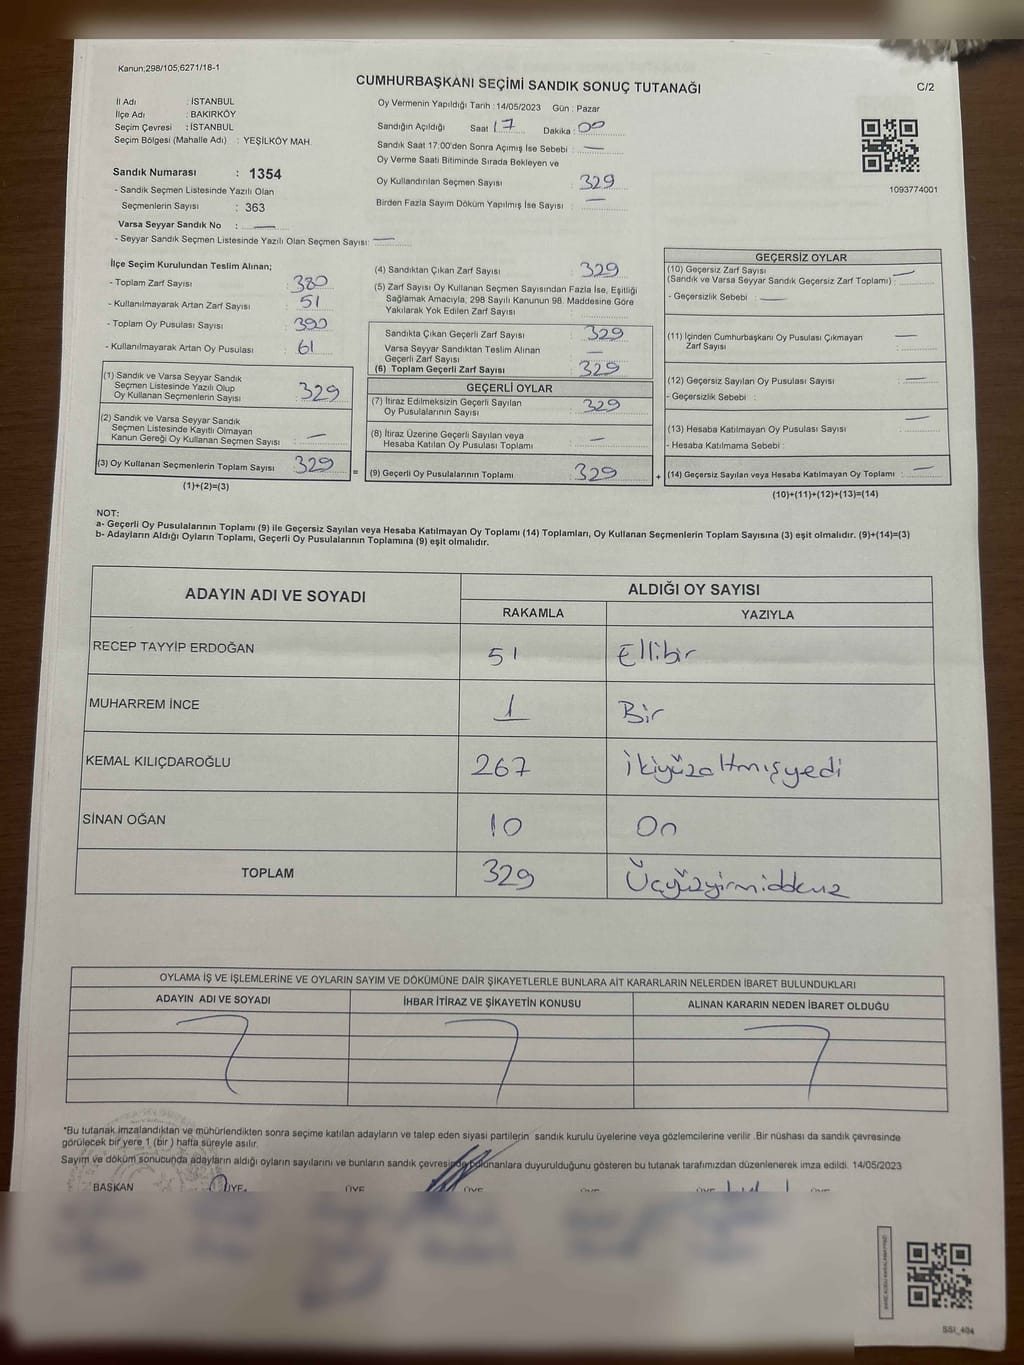 Kanun;298/105;6271/18-1
CUMHURBAŞKANI SEÇİMİ SANDIK SONUÇ TUTANAĞI
C/2
İl Adı : İSTANBUL
İlçe Adı : BAKIRKÖY
Seçim Çevresi : İSTANBUL
Seçim Bölgesi (Mahalle Adı) : YEŞİLKÖY MAH.
Sandık Numarası : 1354
- Sandık Seçmen Listesinde Yazılı Olan
Seçmenlerin Sayısı : 363
Varsa Seyyar Sandık No : —
- Seyyar Sandık Seçmen Listesinde Yazılı Olan Seçmen Sayısı: —
Oy Vermenin Yapıldığı Tarih : 14/05/2023 Gün : Pazar
Sandığın Açıldığı Saat 17 Dakika : 00
Sandık Saat 17:00'den Sonra Açımış İse Sebebi : —
Oy Verme Saati Bitiminde Sırada Bekleyen ve
Oy Kullandırılan Seçmen Sayısı : 329
Birden Fazla Sayım Döküm Yapılmış İse Sayısı : —
1093774001
İlçe Seçim Kurulundan Teslim Alınan;
- Toplam Zarf Sayısı : 380
- Kullanılmayarak Artan Zarf Sayısı : 51
- Toplam Oy Pusulası Sayısı : 390
- Kullanılmayarak Artan Oy Pusulası : 61
(1) Sandık ve Varsa Seyyar Sandık
Seçmen Listesinde Yazılı Olup
Oy Kullanan Seçmenlerin Sayısı : 329
(2) Sandık ve Varsa Seyyar Sandık
Seçmen Listesinde Kayıtlı Olmayan
Kanun Gereği Oy Kullanan Seçmen Sayısı : —
(3) Oy Kullanan Seçmenlerin Toplam Sayısı : 329
(1)+(2)=(3)
=
(4) Sandıktan Çıkan Zarf Sayısı : 329
(5) Zarf Sayısı Oy Kullanan Seçmen Sayısından Fazla İse, Eşitliği
Sağlamak Amacıyla, 298 Sayılı Kanunun 98. Maddesine Göre
Yakılarak Yok Edilen Zarf Sayısı :
Sandıkta Çıkan Geçerli Zarf Sayısı : 329
Varsa Seyyar Sandıktan Teslim Alınan
Geçerli Zarf Sayısı : —
(6) Toplam Geçerli Zarf Sayısı : 329
GEÇERLİ OYLAR
(7) İtiraz Edilmeksizin Geçerli Sayılan
Oy Pusulalarının Sayısı : 329
(8) İtiraz Üzerine Geçerli Sayılan veya
Hesaba Katılan Oy Pusulası Toplamı : —
(9) Geçerli Oy Pusulalarının Toplamı : 329
+
GEÇERSİZ OYLAR
(10) Geçersiz Zarf Sayısı
(Sandık ve Varsa Seyyar Sandık Geçersiz Zarf Toplamı) : —
- Geçersizlik Sebebi : —
(11) İçinden Cumhurbaşkanı Oy Pusulası Çıkmayan
Zarf Sayısı : —
(12) Geçersiz Sayılan Oy Pusulası Sayısı : —
- Geçersizlik Sebebi :
(13) Hesaba Katılmayan Oy Pusulası Sayısı : —
- Hesaba Katılmama Sebebi :
(14) Geçersiz Sayılan veya Hesaba Katılmayan Oy Toplamı : —
(10)+(11)+(12)+(13)=(14)
NOT:
a- Geçerli Oy Pusulalarının Toplamı (9) ile Geçersiz Sayılan veya Hesaba Katılmayan Oy Toplamı (14) Toplamları, Oy Kullanan Seçmenlerin Toplam Sayısına (3) eşit olmalıdır. (9)+(14)=(3)
b- Adayların Aldığı Oyların Toplamı, Geçerli Oy Pusulalarının Toplamına (9) eşit olmalıdır.
ADAYIN ADI VE SOYADI
ALDIĞI OY SAYISI
RAKAMLA YAZIYLA
RECEP TAYYİP ERDOĞAN 51 Ellibir
MUHARREM İNCE 1 Bir
KEMAL KILIÇDAROĞLU 267 İkiyüzaltmışyedi
SİNAN OĞAN 10 On
TOPLAM 329
OYLAMA İŞ VE İŞLEMLERİNE VE OYLARIN SAYIM VE DÖKÜMÜNE DAİR ŞİKAYETLERLE BUNLARA AİT KARARLARIN NELERDEN İBARET BULUNDUKLARI
ADAYIN ADI VE SOYADI İHBAR İTİRAZ VE ŞİKAYETİN KONUSU ALINAN KARARIN NEDEN İBARET OLDUĞU
*Bu tutanak imzalandıktan ve mühürlendikten sonra seçime katılan adayların ve talep eden siyasi partilerin sandık kurulu üyelerine veya gözlemcilerine verilir .Bir nüshası da sandık çevresinde
görülecek bir yere 1 (bir ) hafta süreyle asılır.
Sayım ve döküm sonucunda adayların aldığı oyların sayılarını ve bunların sandık çevresinde bulunanlara duyurulduğunu gösteren bu tutanak tarafımızdan düzenlenerek imza edildi. 14/05/2023
BAŞKAN ÜYE ÜYE ÜYE ÜYE ÜYE ÜYE
SSI_404